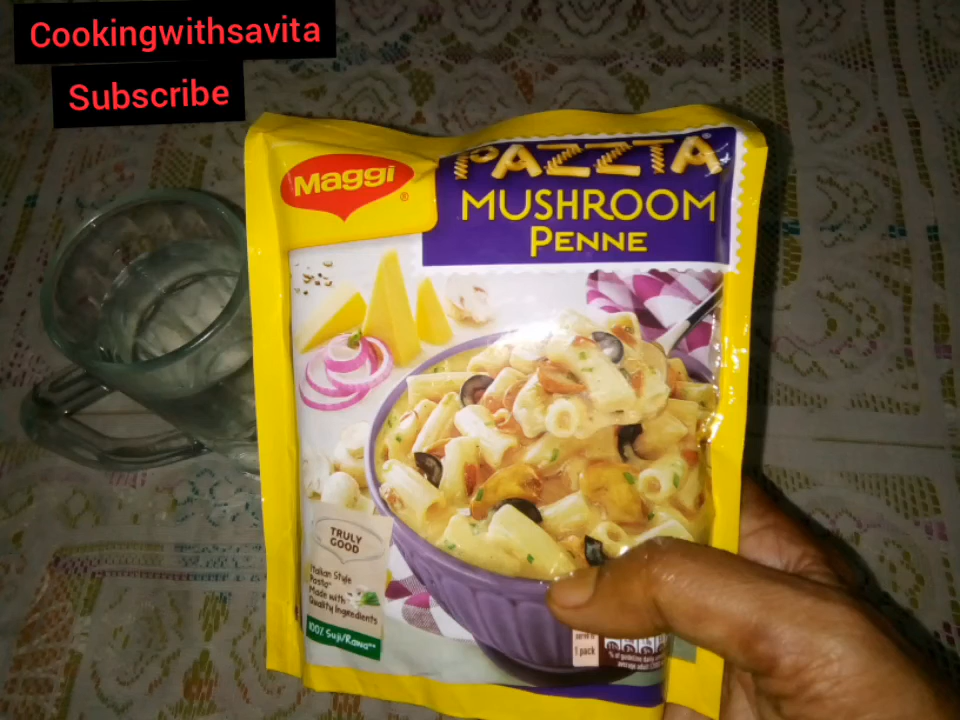 Cookingwithsavita
Subscribe
Maggi®
PAZZTA
MUSHROOM
PENNE
TRULY
GOOD
Italian Style
Pasta*
Made with
Quality Ingredients
100% Suji/Rawa**
1 pack